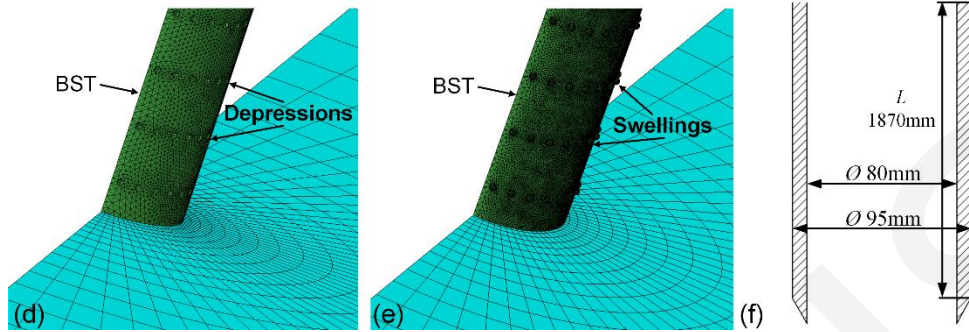 BST
Depressions
(d)
BST
Swellings
(e)
L
1870mm
Ø 80mm
Ø 95mm
(f)